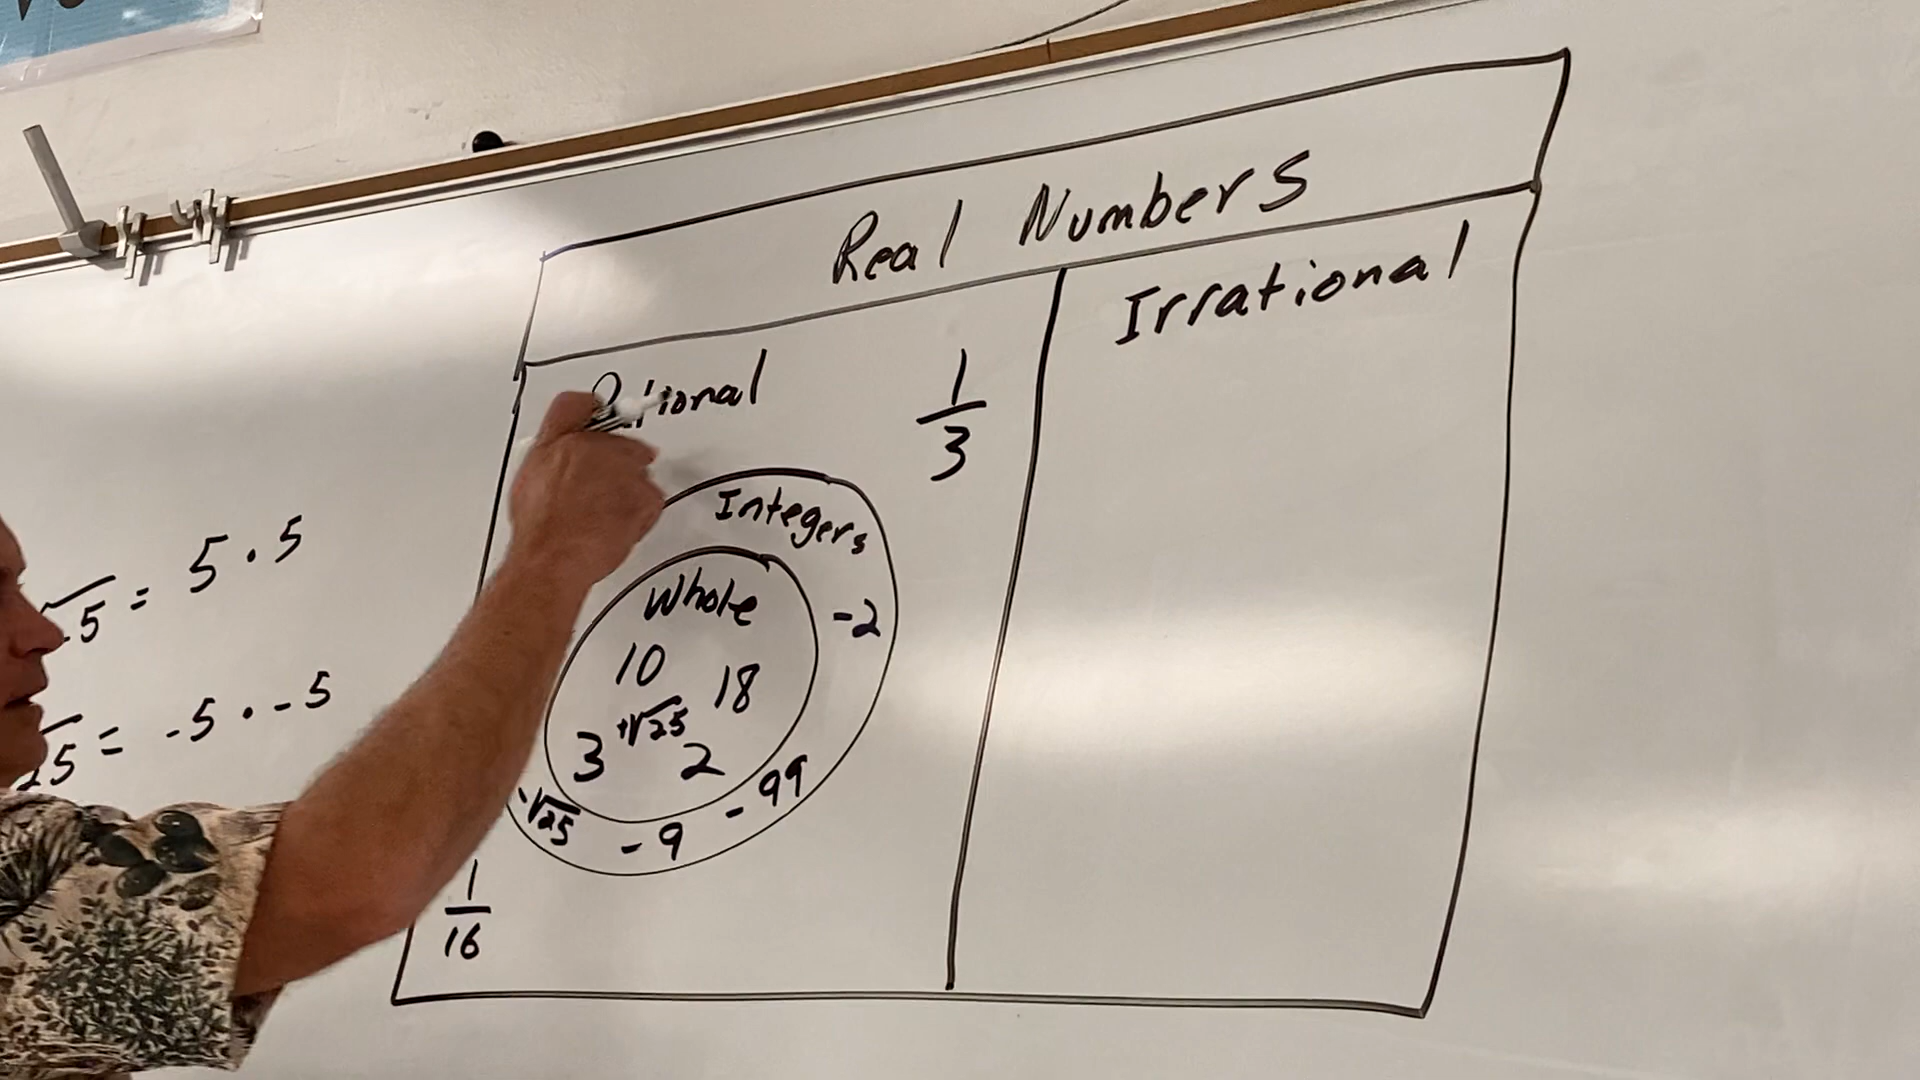 Real Numbers
Rational
Irrational
1/3
Integers
Whole
-2
10
18
+√25
3
2
-99
-√25
-9
1/16
= 5 · 5
= -5 · -5